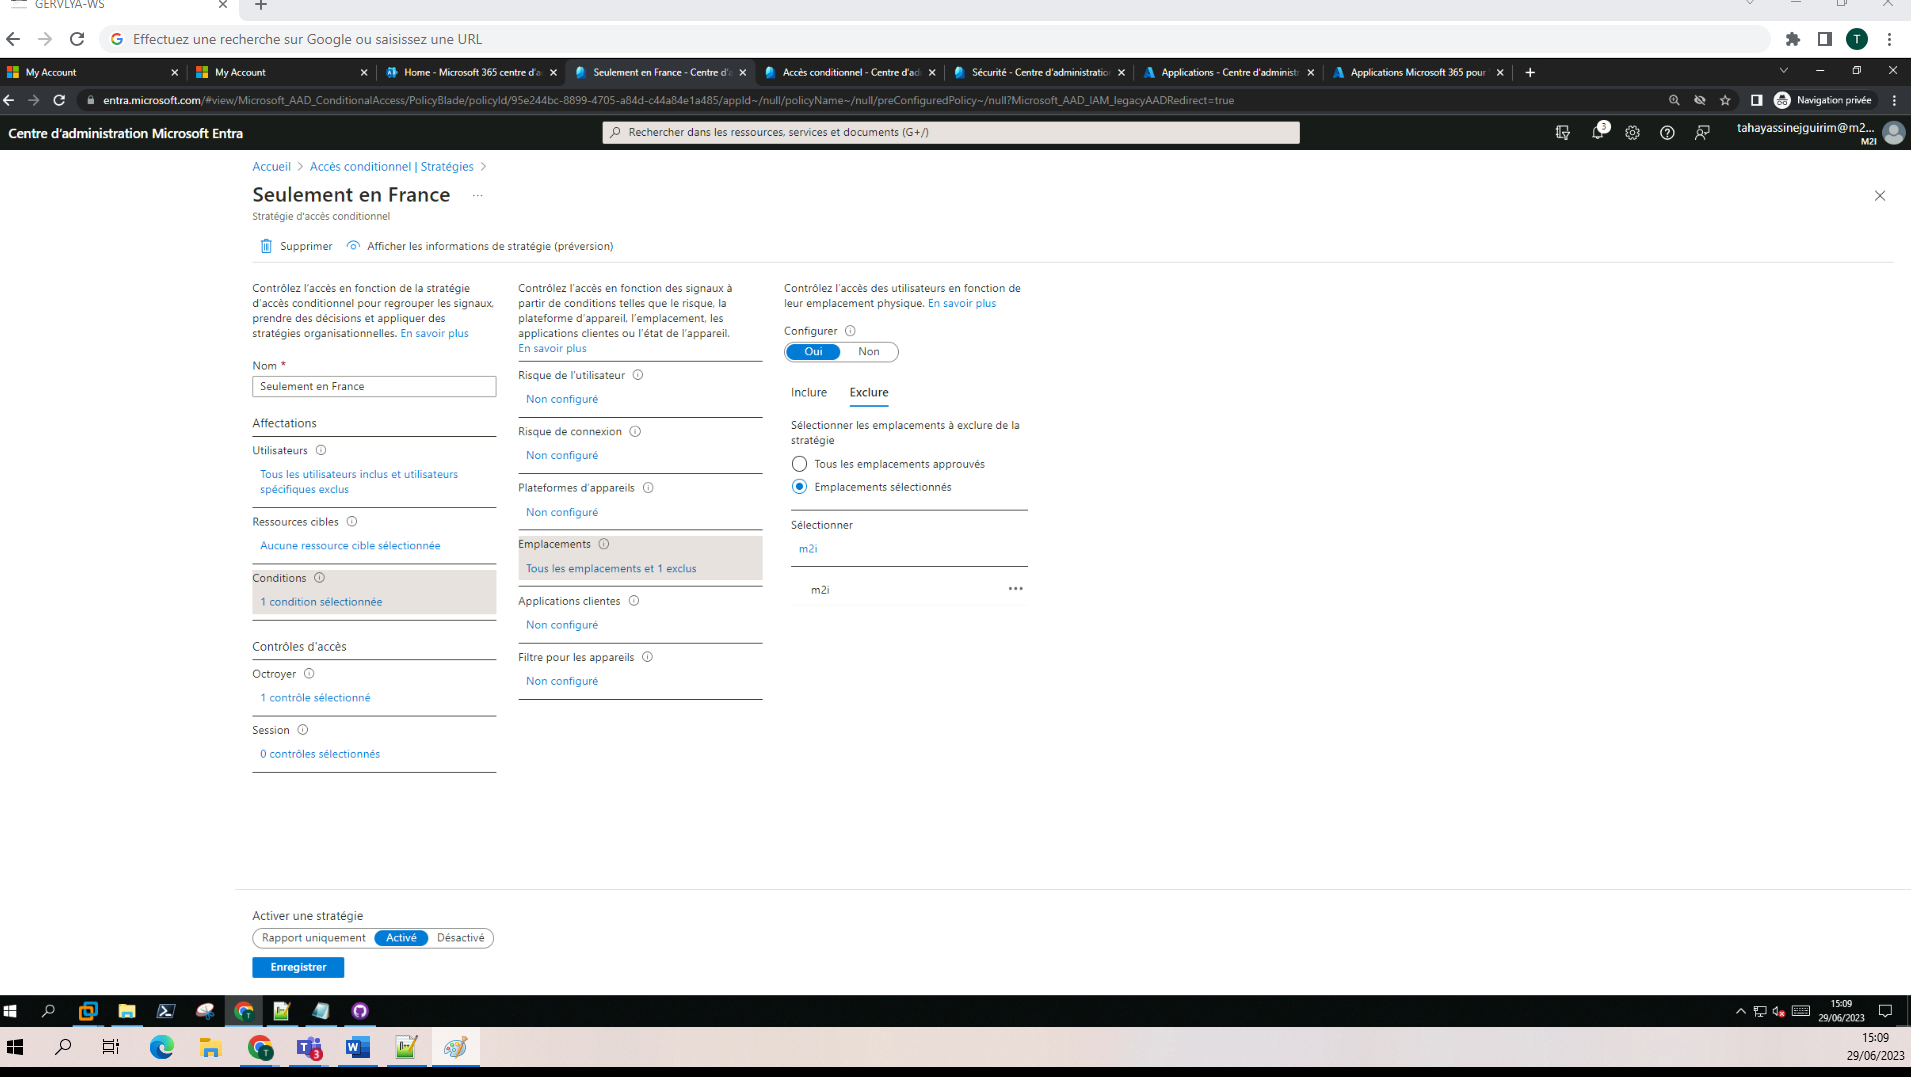 GERVLYA-WS
Effectuez une recherche sur Google ou saisissez une URL
T
My Account
My Account
Home - Microsoft 365 centre d'a
Seulement en France - Centre d'a
Accès conditionnel - Centre d'ad
Sécurité - Centre d'administration
Applications - Centre d'administr
Applications Microsoft 365 pour
entra.microsoft.com/#view/Microsoft_AAD_ConditionalAccess/PolicyBlade/policyId/95e244bc-8899-4705-a84d-c44a84e1a485/appId~/null/policyName~/null/preConfiguredPolicy~/null?Microsoft_AAD_IAM_legacyAADRedirect=true
Navigation privée
Centre d'administration Microsoft Entra
Rechercher dans les ressources, services et documents (G+/)
3
tahayassinejguirim@m2...
M2I
Accueil > Accès conditionnel | Stratégies >
Seulement en France ...
Stratégie d'accès conditionnel
Supprimer
Afficher les informations de stratégie (préversion)
Contrôlez l'accès en fonction de la stratégie
d'accès conditionnel pour regrouper les signaux,
prendre des décisions et appliquer des
stratégies organisationnelles. En savoir plus
Nom *
Seulement en France
Affectations
Utilisateurs
Tous les utilisateurs inclus et utilisateurs
spécifiques exclus
Ressources cibles
Aucune ressource cible sélectionnée
Conditions
1 condition sélectionnée
Contrôles d'accès
Octroyer
1 contrôle sélectionné
Session
0 contrôles sélectionnés
Contrôlez l'accès en fonction des signaux à
partir de conditions telles que le risque, la
plateforme d'appareil, l'emplacement, les
applications clientes ou l'état de l'appareil.
En savoir plus
Risque de l'utilisateur
Non configuré
Risque de connexion
Non configuré
Plateformes d'appareils
Non configuré
Emplacements
Tous les emplacements et 1 exclus
Applications clientes
Non configuré
Filtre pour les appareils
Non configuré
Contrôlez l'accès des utilisateurs en fonction de
leur emplacement physique. En savoir plus
Configurer
Oui Non
Inclure Exclure
Sélectionner les emplacements à exclure de la
stratégie
Tous les emplacements approuvés
Emplacements sélectionnés
Sélectionner
m2i
m2i
Activer une stratégie
Rapport uniquement Activé Désactivé
Enregistrer
15:09
29/06/2023
15:09
29/06/2023